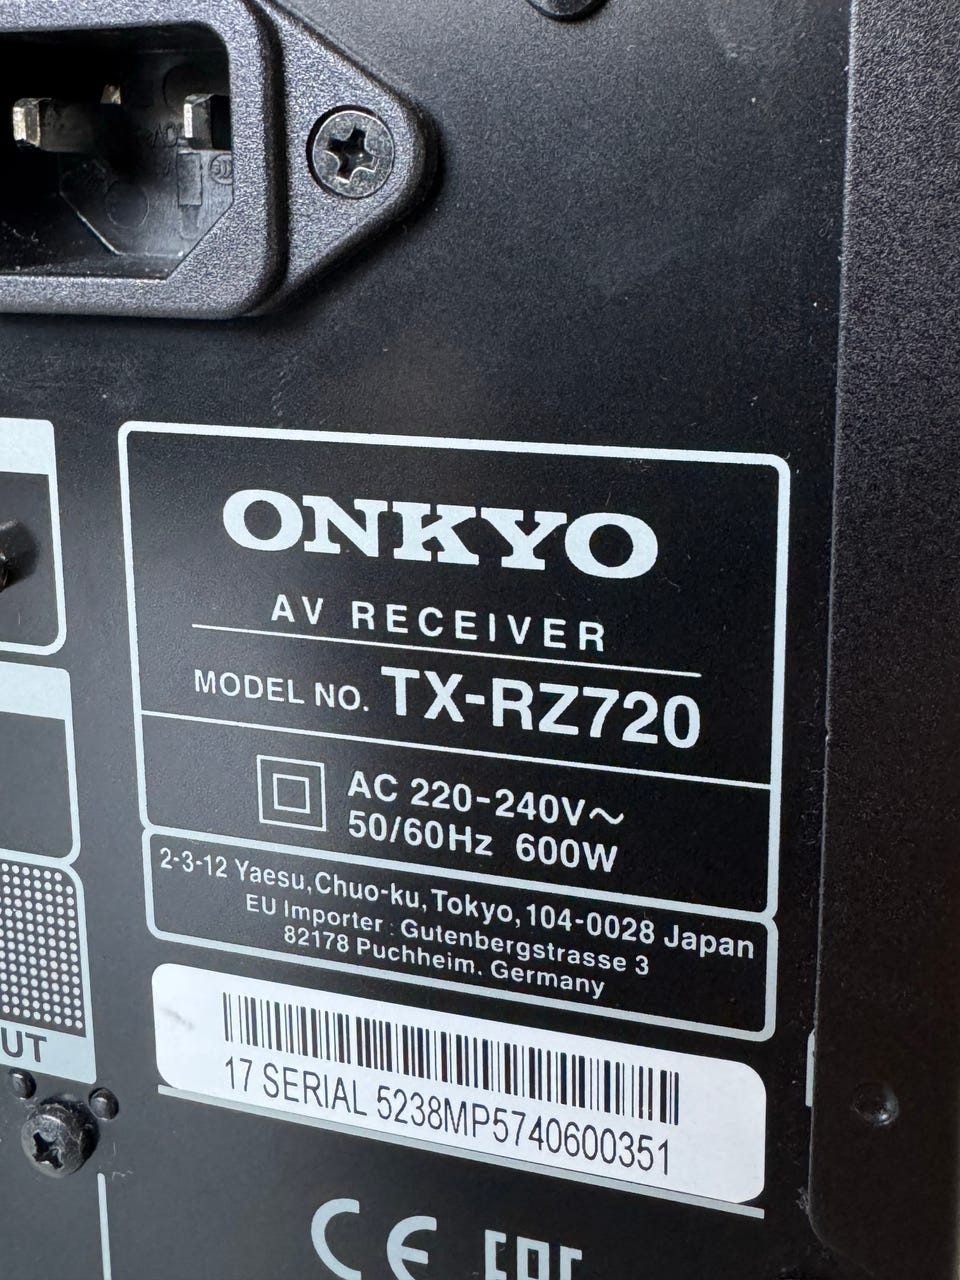 ONKYO
AV RECEIVER
MODEL NO. TX-RZ720
AC 220-240V~
50/60Hz 600W
2-3-12 Yaesu, Chuo-ku, Tokyo, 104-0028 Japan
EU Importer : Gutenbergstrasse 3
82178 Puchheim. Germany
UT
17 SERIAL 5238MP5740600351
CE EAC